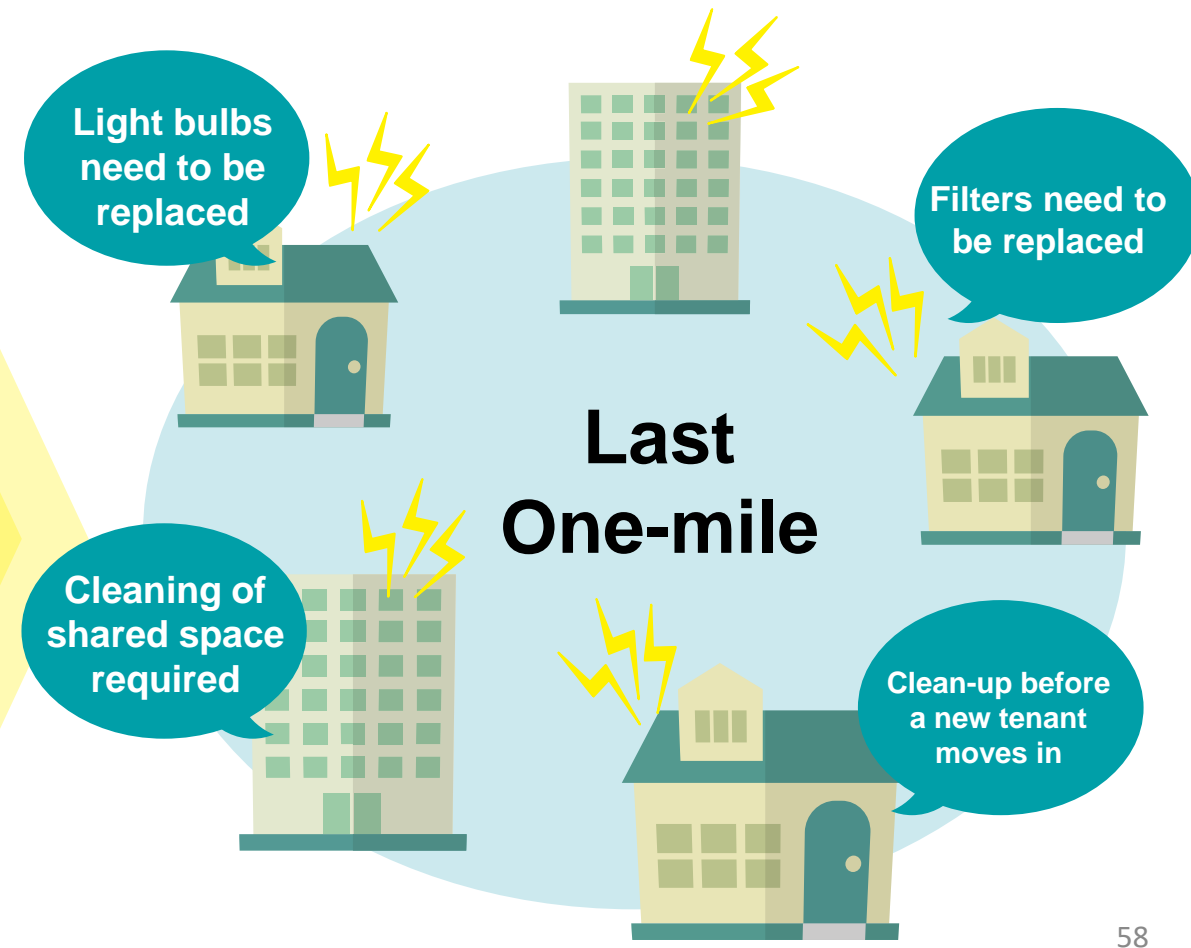 Light bulbs
need to be
replaced
Filters need to
be replaced
Last
One-mile
Cleaning of
shared space
required
Clean-up before
a new tenant
moves in
58